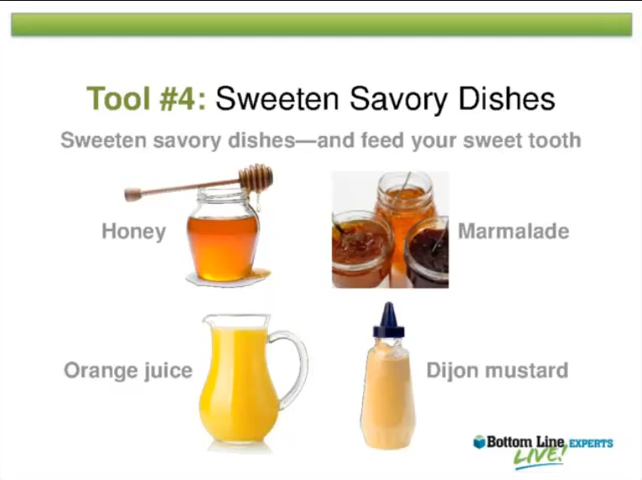 Tool #4: Sweeten Savory Dishes
Sweeten savory dishes—and feed your sweet tooth
Honey
Marmalade
Orange juice
Dijon mustard
Bottom Line EXPERTS
LIVE!